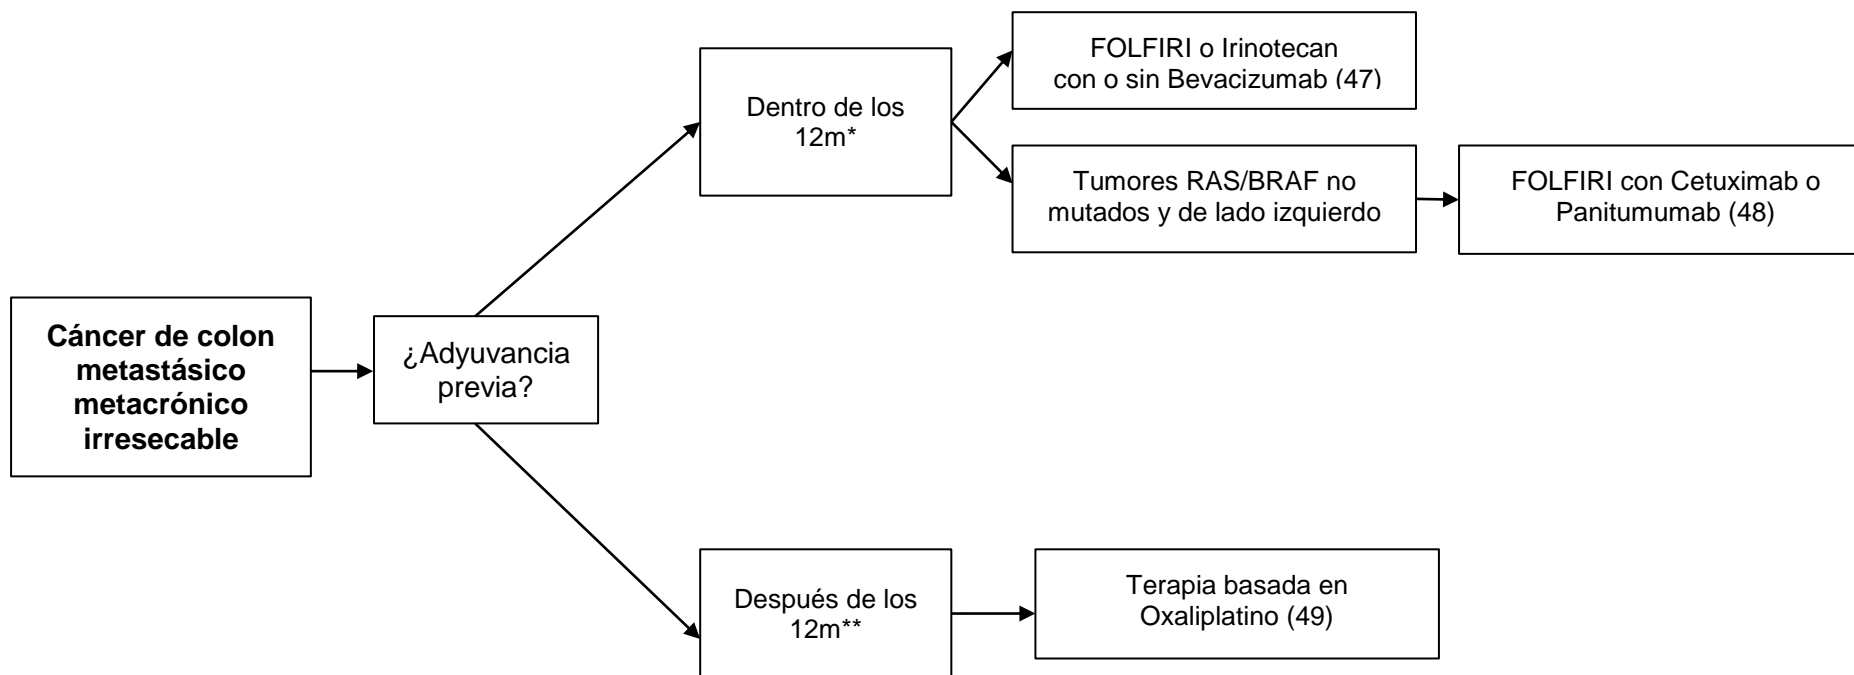 FOLFIRI o Irinotecan
con o sin Bevacizumab (47)
Dentro de los
12m*
Tumores RAS/BRAF no
mutados y de lado izquierdo
FOLFIRI con Cetuximab o
Panitumumab (48)
Cáncer de colon
metastásico
metacrónico
irresecable
¿Adyuvancia
previa?
Después de los
12m**
Terapia basada en
Oxaliplatino (49)